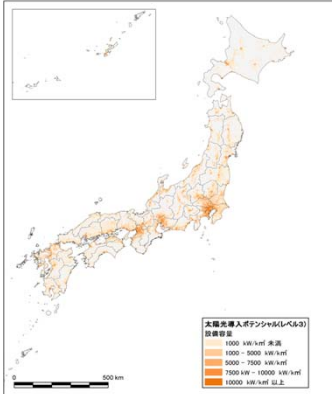 0
500 km
太陽光導入ポテンシャル(レベル3)
設備容量
1000 kW/k㎡ 未満
1000 - 5000 kW/k㎡
5000 - 7500 kW/k㎡
7500 kW - 10000 kW/k㎡
10000 kW/k㎡ 以上